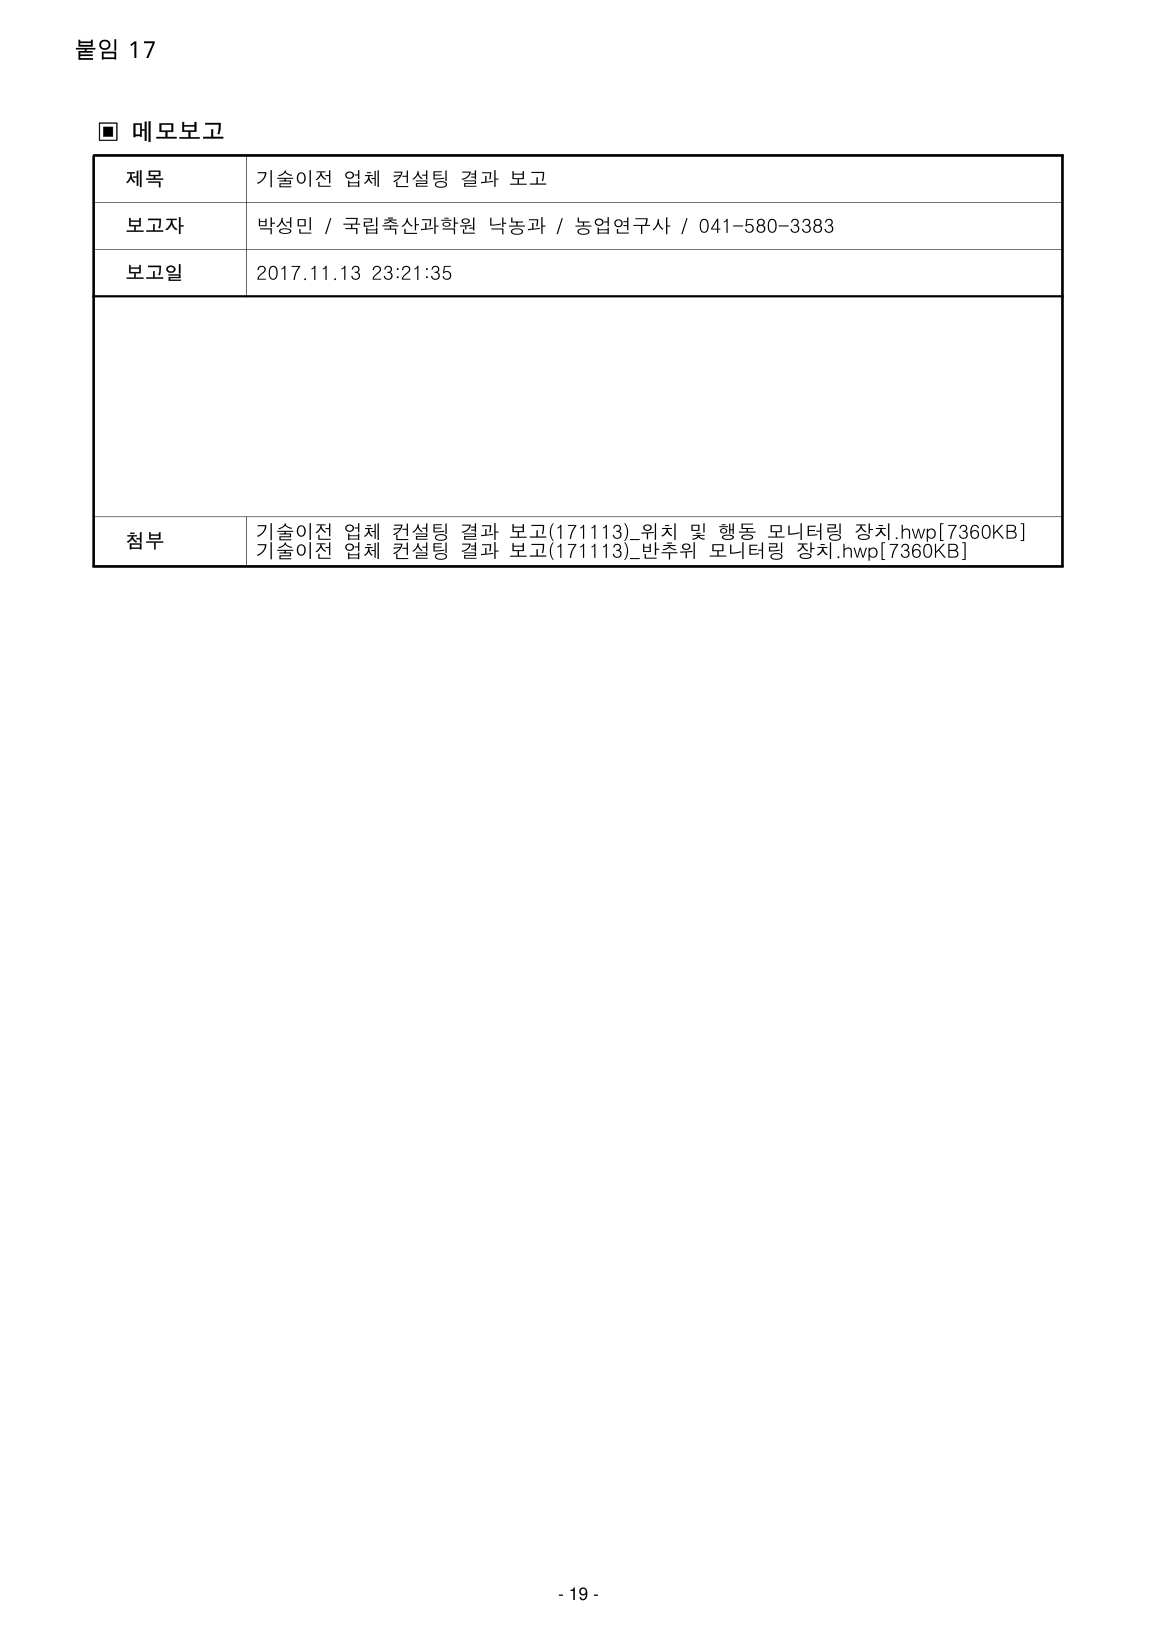 붙임 17
▣ 메모보고
제목 기술이전 업체 컨설팅 결과 보고
보고자 박성민 / 국립축산과학원 낙농과 / 농업연구사 / 041-580-3383
보고일 2017.11.13 23:21:35
첨부 기술이전 업체 컨설팅 결과 보고(171113)_위치 및 행동 모니터링 장치.hwp[7360KB]
기술이전 업체 컨설팅 결과 보고(171113)_반추위 모니터링 장치.hwp[7360KB]
- 19 -